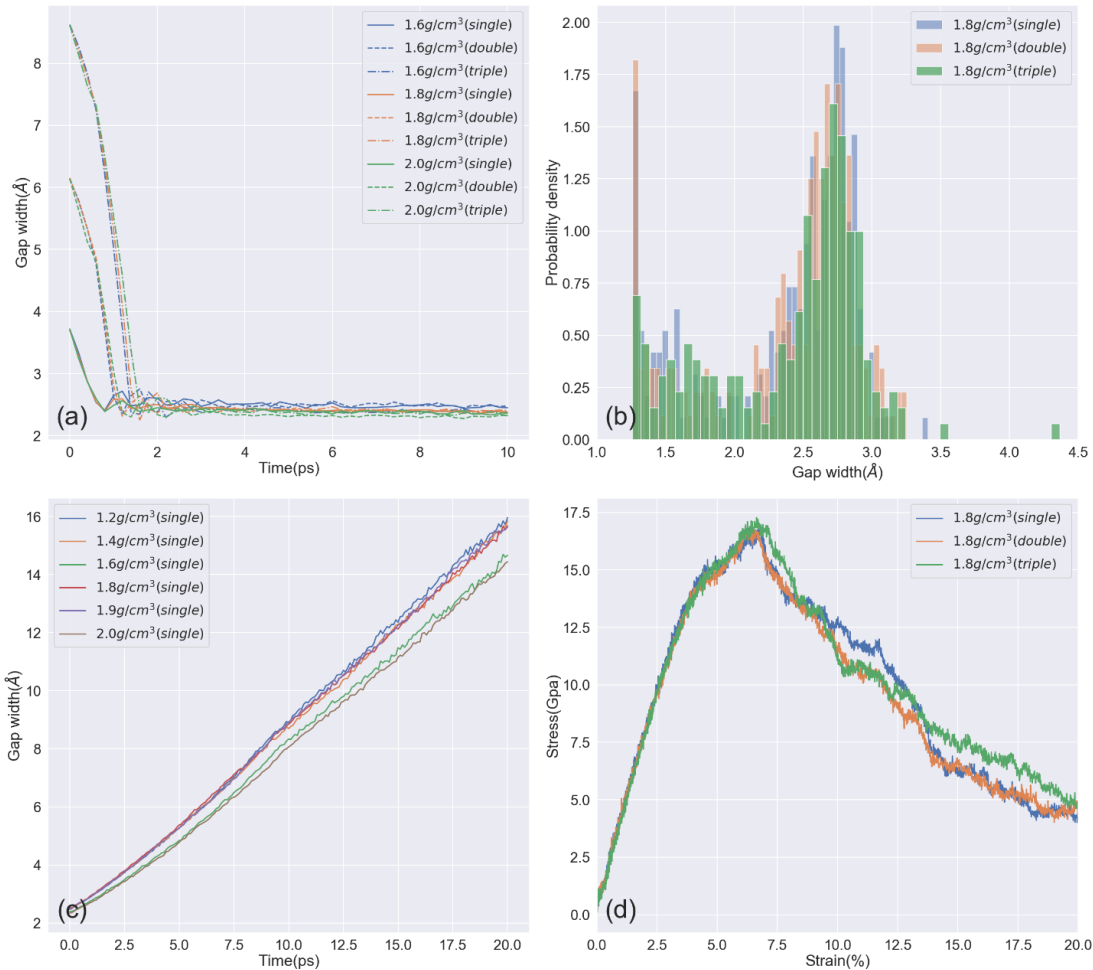 8
7
6
5
4
3
2
Gap width(Å)
0
2
4
6
8
10
Time(ps)
(a)
1.6g/cm³(single)
1.6g/cm³(double)
1.6g/cm³(triple)
1.8g/cm³(single)
1.8g/cm³(double)
1.8g/cm³(triple)
2.0g/cm³(single)
2.0g/cm³(double)
2.0g/cm³(triple)
2.00
1.75
1.50
1.25
1.00
0.75
0.50
0.25
0.00
Probability density
1.0
1.5
2.0
2.5
3.0
3.5
4.0
4.5
Gap width(Å)
(b)
1.8g/cm³(single)
1.8g/cm³(double)
1.8g/cm³(triple)
16
14
12
10
8
6
4
2
Gap width(Å)
0.0
2.5
5.0
7.5
10.0
12.5
15.0
17.5
20.0
Time(ps)
(c)
1.2g/cm³(single)
1.4g/cm³(single)
1.6g/cm³(single)
1.8g/cm³(single)
1.9g/cm³(single)
2.0g/cm³(single)
17.5
15.0
12.5
10.0
7.5
5.0
2.5
0.0
Stress(Gpa)
0.0
2.5
5.0
7.5
10.0
12.5
15.0
17.5
20.0
Strain(%)
(d)
1.8g/cm³(single)
1.8g/cm³(double)
1.8g/cm³(triple)